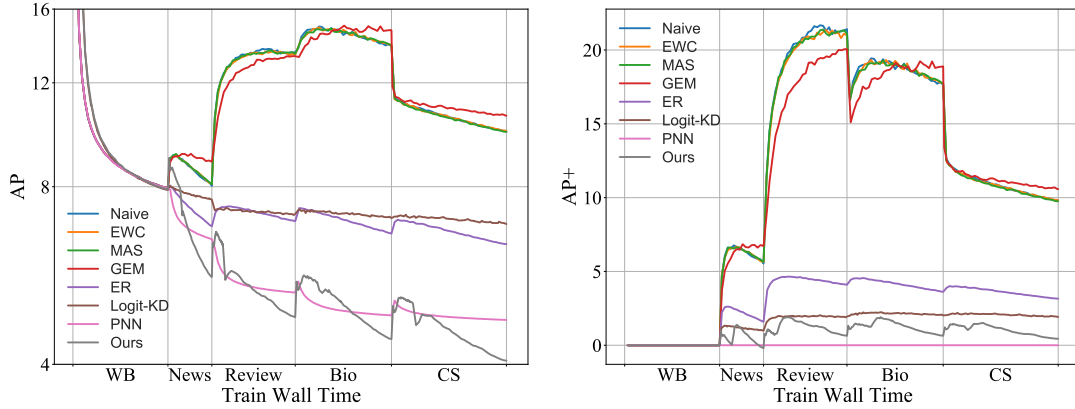 16
12
8
4
AP
Naive
EWC
MAS
GEM
ER
Logit-KD
PNN
Ours
WB News Review Bio CS
Train Wall Time
20
15
10
5
0
AP+
Naive
EWC
MAS
GEM
ER
Logit-KD
PNN
Ours
WB News Review Bio CS
Train Wall Time